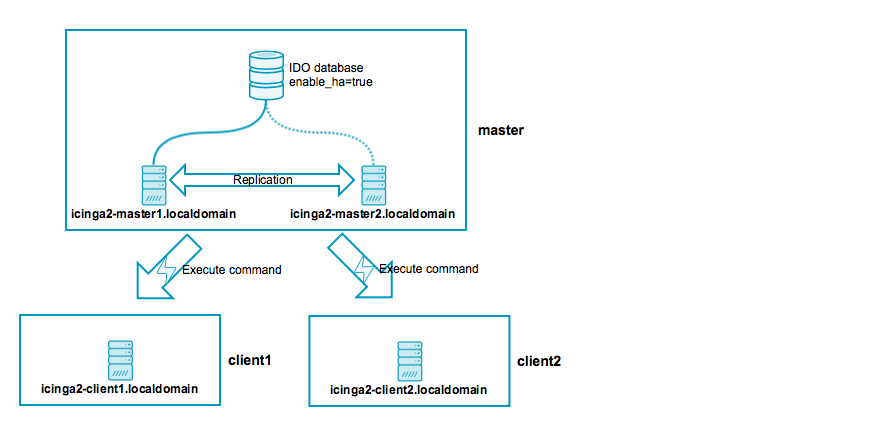 IDO database
enable_ha=true
master
Replication
icinga2-master1.localdomain
icinga2-master2.localdomain
Execute command
Execute command
client1
icinga2-client1.localdomain
client2
icinga2-client2.localdomain